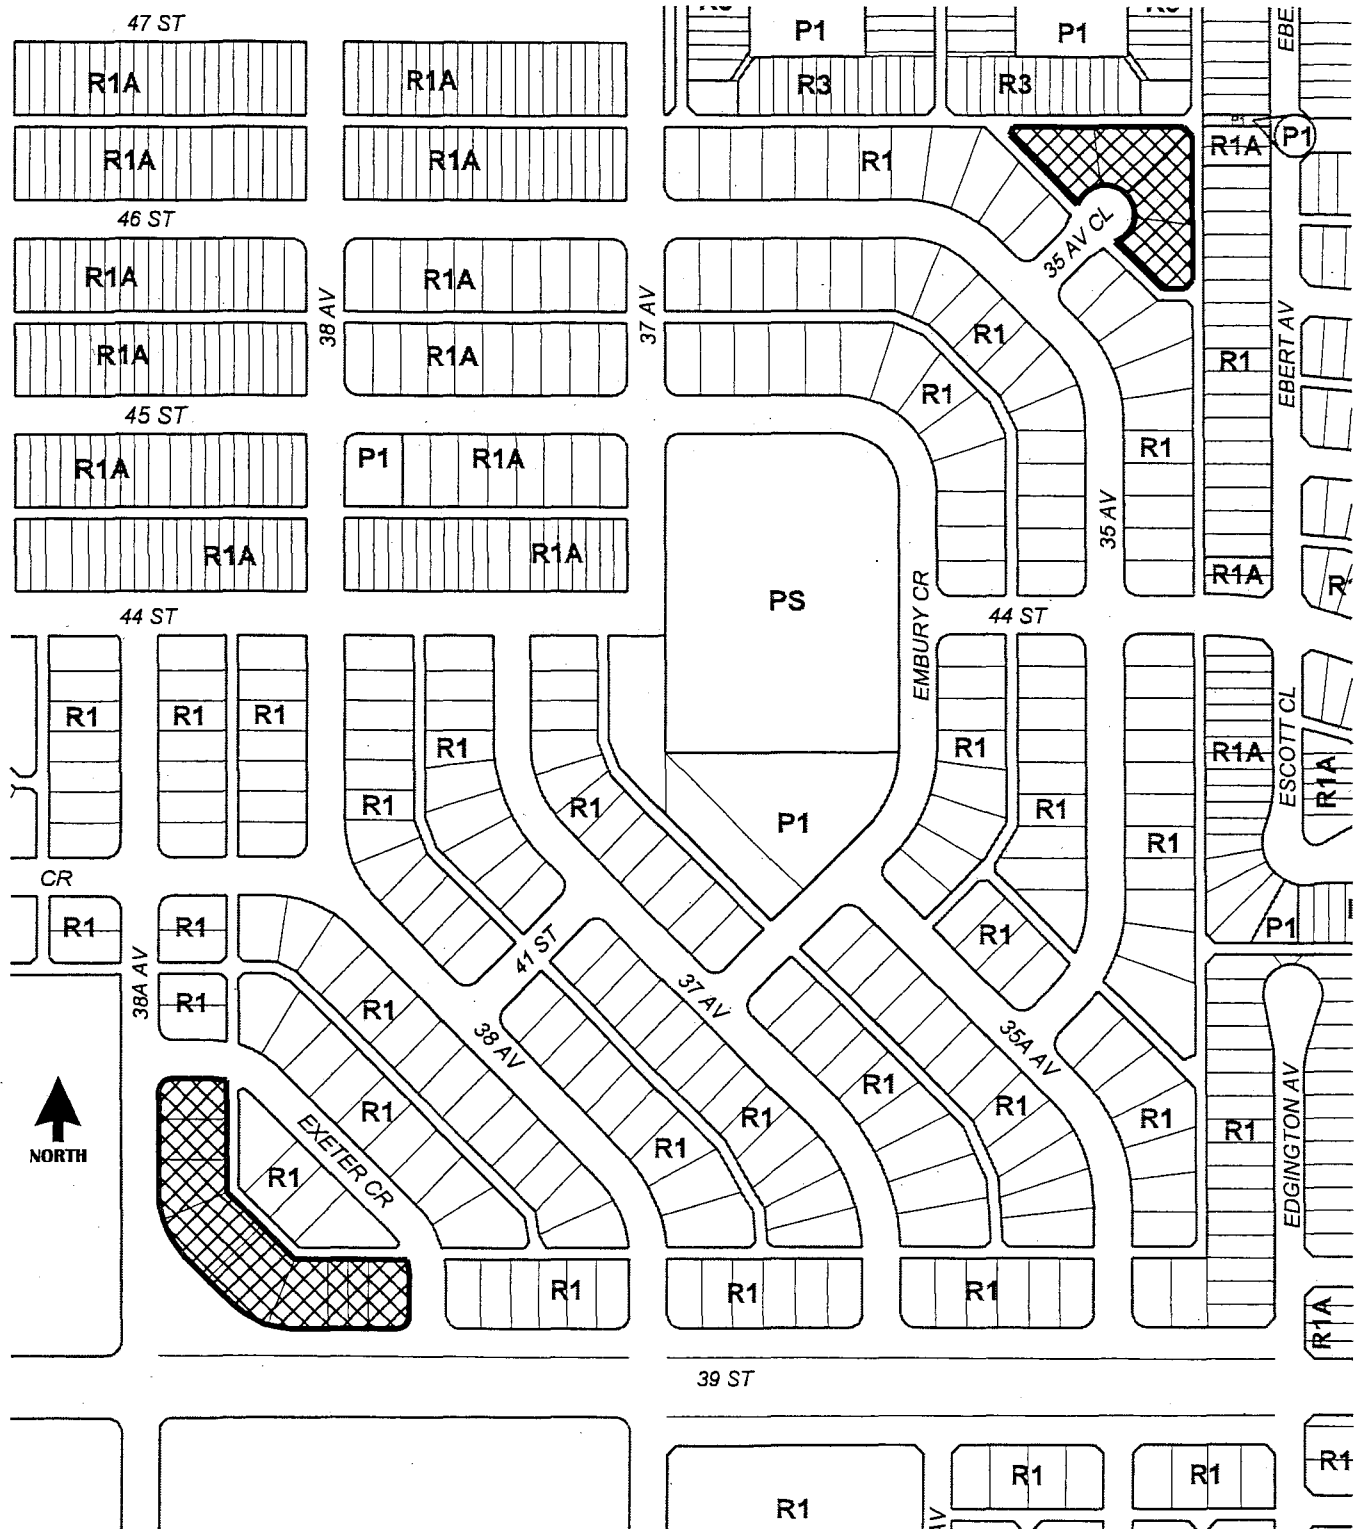 47 ST
P1
P1
R1A
R1A
R3
R3
R1A
R1A
R1
P1
R1A
P1
46 ST
35 AV CL
R1A
R1A
38 AV
37 AV
R1
EBERT AV
R1A
R1A
R1
R1
45 ST
R1A
P1
R1A
R1
R1A
R1A
35 AV
R1A
PS
EMBURY CR
44 ST
44 ST
R1
R1
R1
R1
R1
R1A
ESCOTT CL
R1A
R1
R1
R1
P1
R1
CR
R1
R1
R1
P1
41 ST
38A AV
R1
R1
37 AV
38 AV
35A AV
R1
R1
R1
R1
R1
R1
R1
EDGINGTON AV
NORTH
EXETER CR
R1
R1
R1
R1
R1
R1A
39 ST
R1
R1
R1
R1
AV